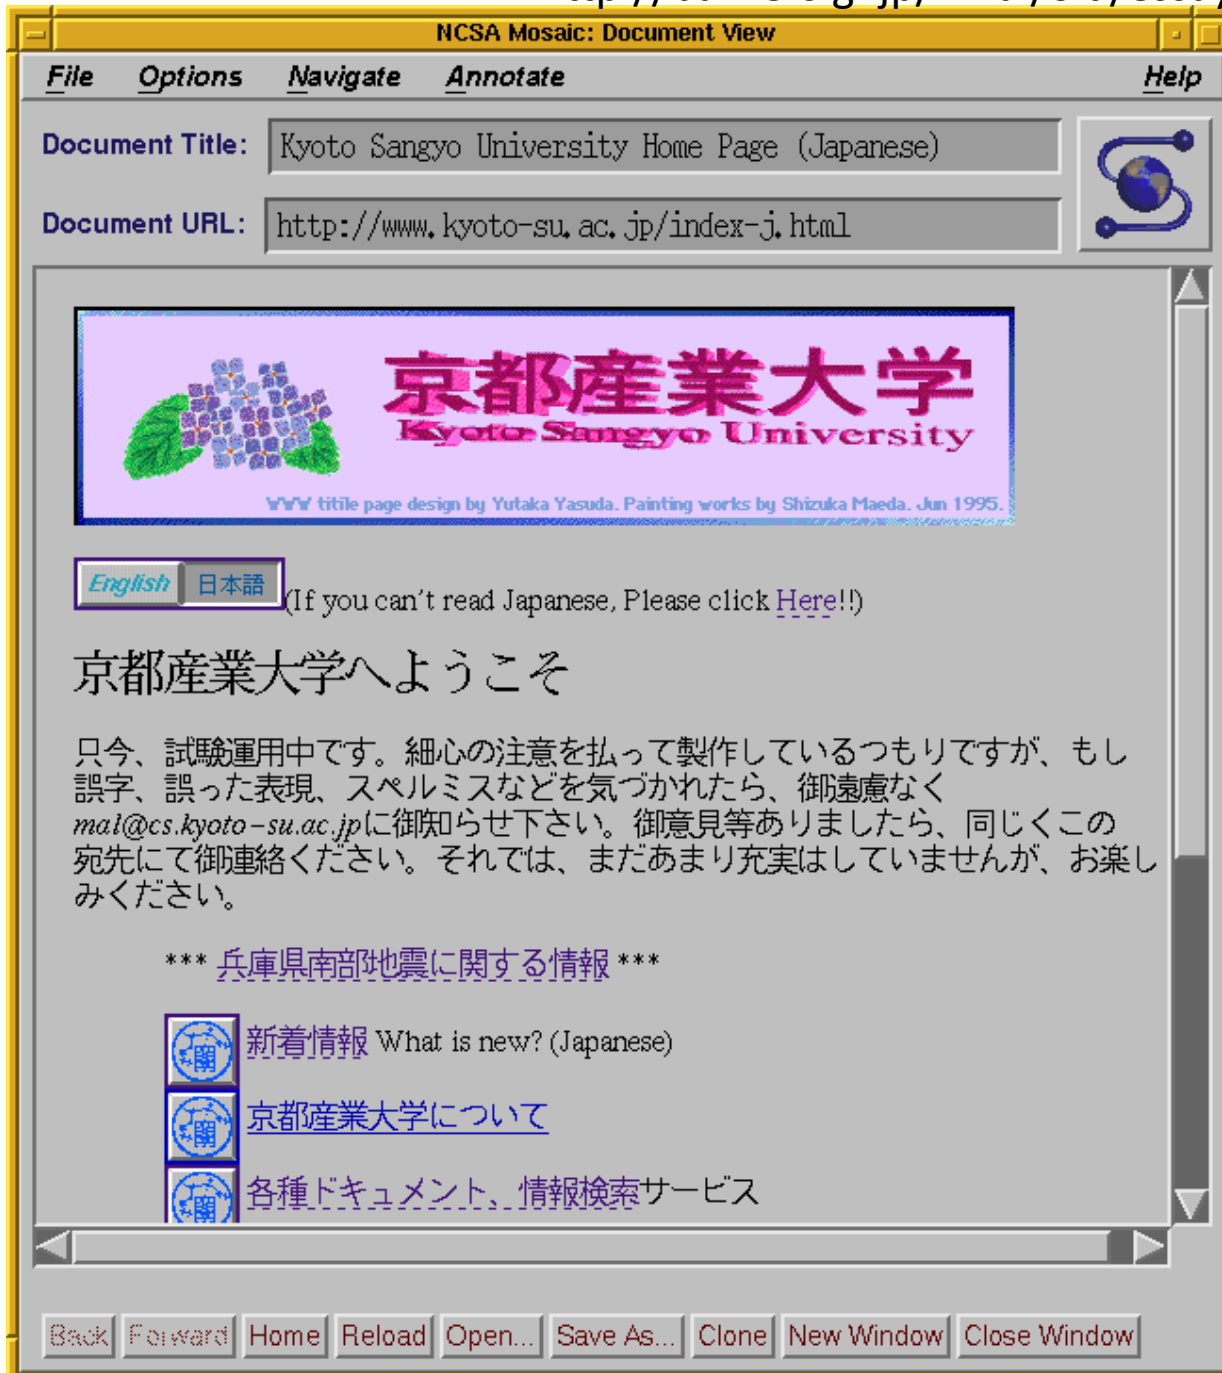 NCSA Mosaic: Document View
File Options Navigate Annotate Help
Document Title: Kyoto Sangyo University Home Page (Japanese)
Document URL: http://www.kyoto-su.ac.jp/index-j.html
京都産業大学
Kyoto Sangyo University
WWW titile page design by Yutaka Yasuda. Painting works by Shizuka Maeda. Jun 1995.
English 日本語 (If you can't read Japanese, Please click Here!!)
京都産業大学へようこそ
只今、試験運用中です。細心の注意を払って製作しているつもりですが、もし
誤字、誤った表現、スペルミスなどを気づかれたら、御遠慮なく
mal@cs.kyoto-su.ac.jpに御知らせ下さい。御意見等ありましたら、同じくこの
宛先にて御連絡ください。それでは、まだあまり充実はしていませんが、お楽し
みください。
*** 兵庫県南部地震に関する情報 ***
新着情報 What is new? (Japanese)
京都産業大学について
各種ドキュメント、情報検索サービス
Back Forward Home Reload Open... Save As... Clone New Window Close Window